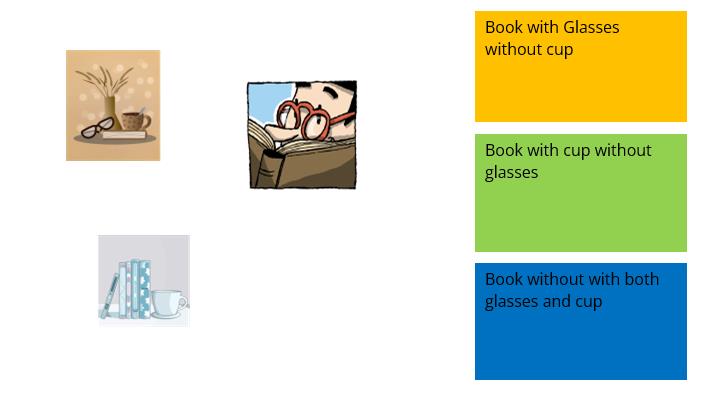 Book with Glasses
without cup
Book with cup without
glasses
Book without with both
glasses and cup